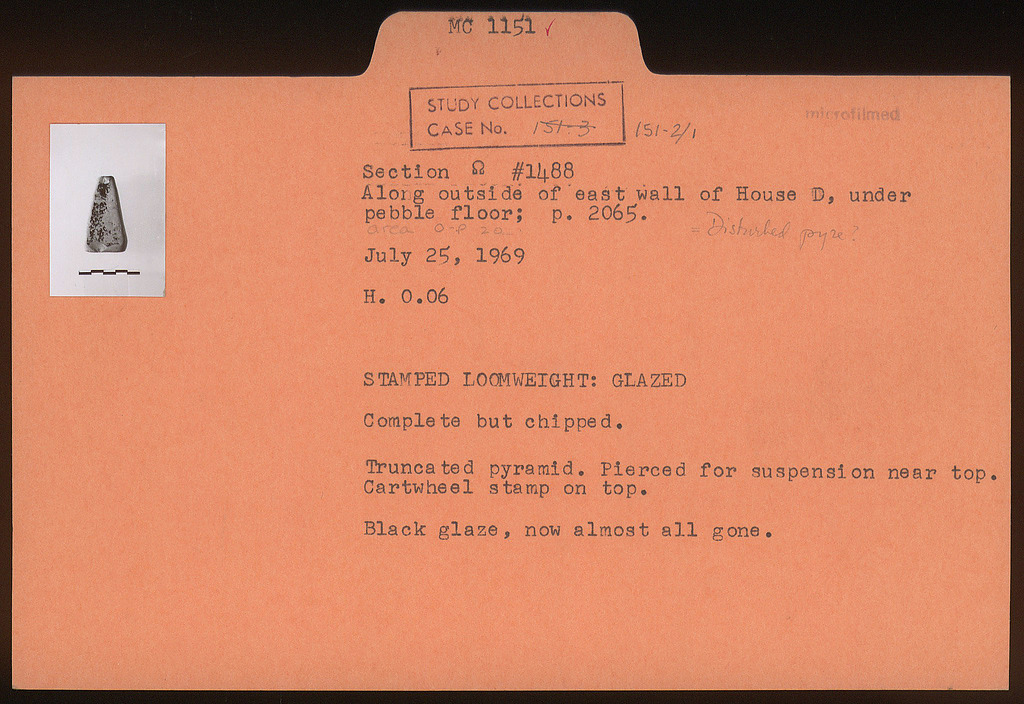 MC 1151 ✓
STUDY COLLECTIONS
CASE No. 151-3 151-2/1
microfilmed
Section Ω #1488
Along outside of east wall of House D, under
pebble floor; p. 2065.
area O-P 20
= Disturbed pyre?
July 25, 1969
H. 0.06
STAMPED LOOMWEIGHT: GLAZED
Complete but chipped.
Truncated pyramid. Pierced for suspension near top.
Cartwheel stamp on top.
Black glaze, now almost all gone.